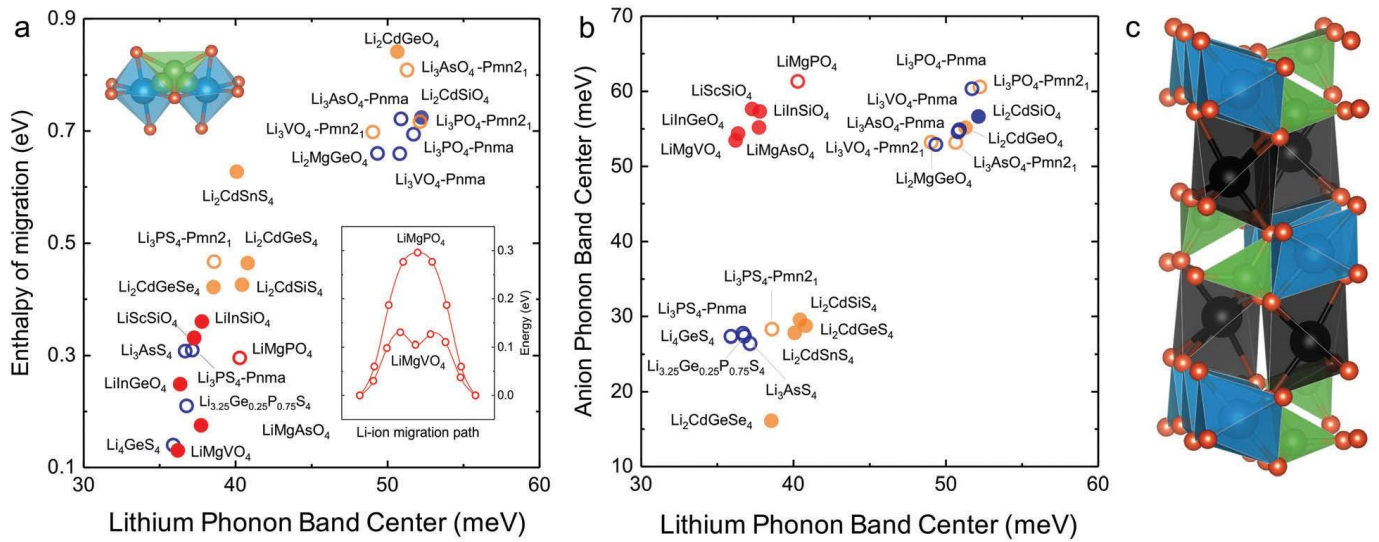 a
Enthalpy of migration (eV)
0.9
0.7
0.5
0.3
0.1
30
40
50
60
Lithium Phonon Band Center (meV)
Li₂CdGeO₄
Li₃AsO₄-Pmn2₁
Li₃AsO₄-Pnma
Li₂CdSiO₄
Li₃VO₄-Pmn2₁
Li₃PO₄-Pmn2₁
Li₂MgGeO₄
Li₃PO₄-Pnma
Li₃VO₄-Pnma
Li₂CdSnS₄
Li₃PS₄-Pmn2₁
Li₂CdGeS₄
Li₂CdGeSe₄
Li₂CdSiS₄
LiScSiO₄
LiInSiO₄
Li₃AsS₄
LiMgPO₄
Li₃PS₄-Pnma
LiInGeO₄
Li₃.₂₅Ge₀.₂₅P₀.₇₅S₄
LiMgAsO₄
Li₄GeS₄
LiMgVO₄
LiMgPO₄
LiMgVO₄
0.3
0.2
0.1
0.0
Energy (eV)
Li-ion migration path
b
Anion Phonon Band Center (meV)
70
60
50
40
30
20
10
30
40
50
60
Lithium Phonon Band Center (meV)
LiMgPO₄
Li₃PO₄-Pnma
LiScSiO₄
Li₃PO₄-Pmn2₁
Li₃VO₄-Pnma
LiInGeO₄
LiInSiO₄
Li₂CdSiO₄
Li₃AsO₄-Pnma
Li₂CdGeO₄
LiMgVO₄
LiMgAsO₄
Li₃VO₄-Pmn2₁
Li₃AsO₄-Pmn2₁
Li₂MgGeO₄
Li₃PS₄-Pmn2₁
Li₃PS₄-Pnma
Li₂CdSiS₄
Li₄GeS₄
Li₂CdGeS₄
Li₂CdSnS₄
Li₃.₂₅Ge₀.₂₅P₀.₇₅S₄
Li₃AsS₄
Li₂CdGeSe₄
c